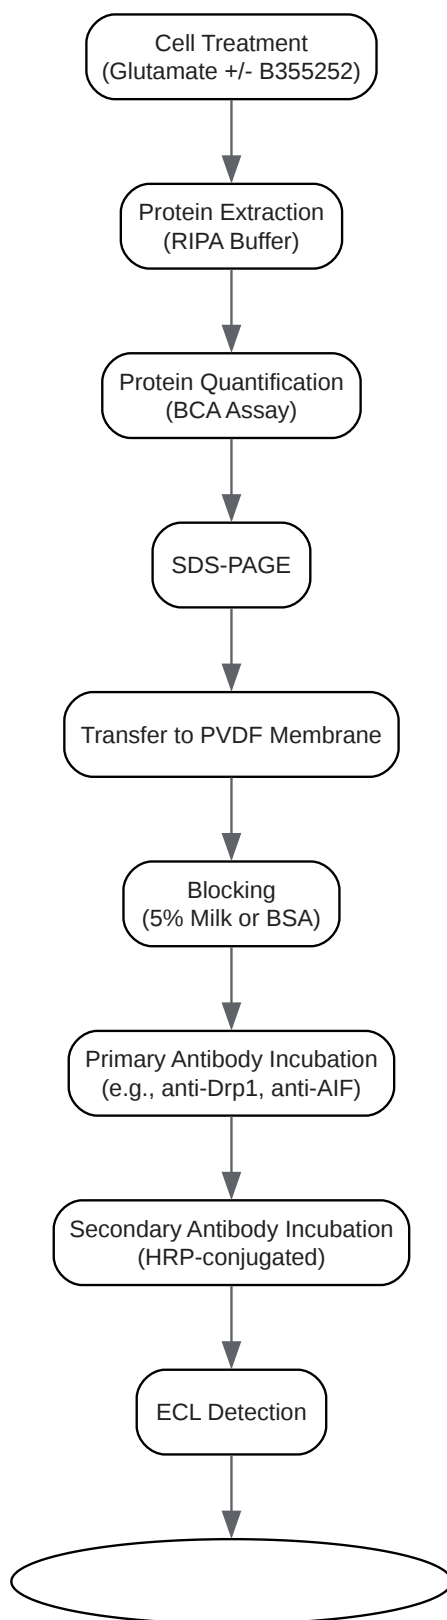 Cell Treatment
(Glutamate +/- B355252)
Protein Extraction
(RIPA Buffer)
Protein Quantification
(BCA Assay)
SDS-PAGE
Transfer to PVDF Membrane
Blocking
(5% Milk or BSA)
Primary Antibody Incubation
(e.g., anti-Drp1, anti-AIF)
Secondary Antibody Incubation
(HRP-conjugated)
ECL Detection